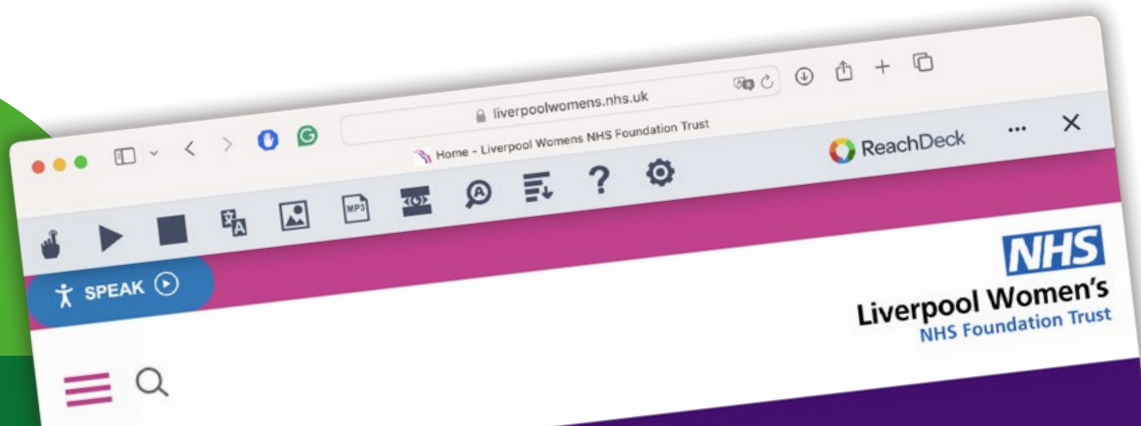 liverpoolwomens.nhs.uk
Home - Liverpool Womens NHS Foundation Trust
MP3
A
?
ReachDeck
SPEAK
NHS
Liverpool Women's
NHS Foundation Trust